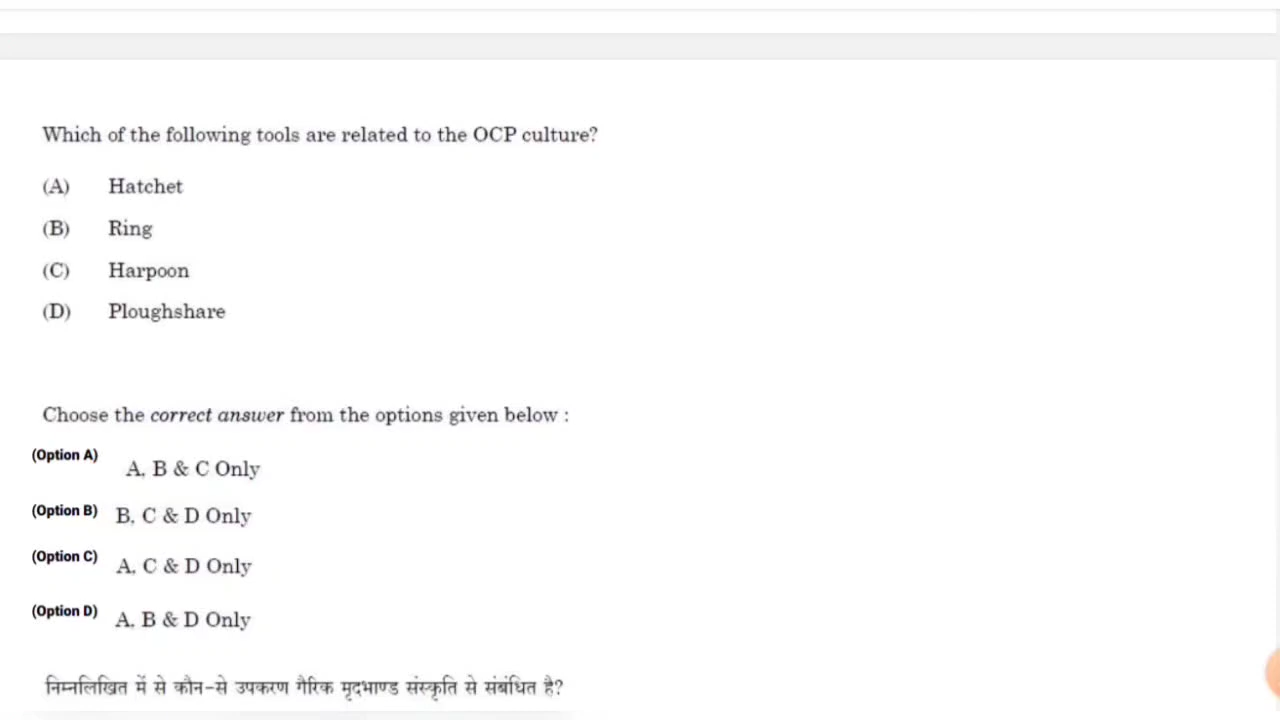 Which of the following tools are related to the OCP culture?
(A) Hatchet
(B) Ring
(C) Harpoon
(D) Ploughshare
Choose the correct answer from the options given below :
(Option A) A, B & C Only
(Option B) B, C & D Only
(Option C) A, C & D Only
(Option D) A, B & D Only
निम्नलिखित में से कौन-से उपकरण गैरिक मृदभाण्ड संस्कृति से संबंधित है?